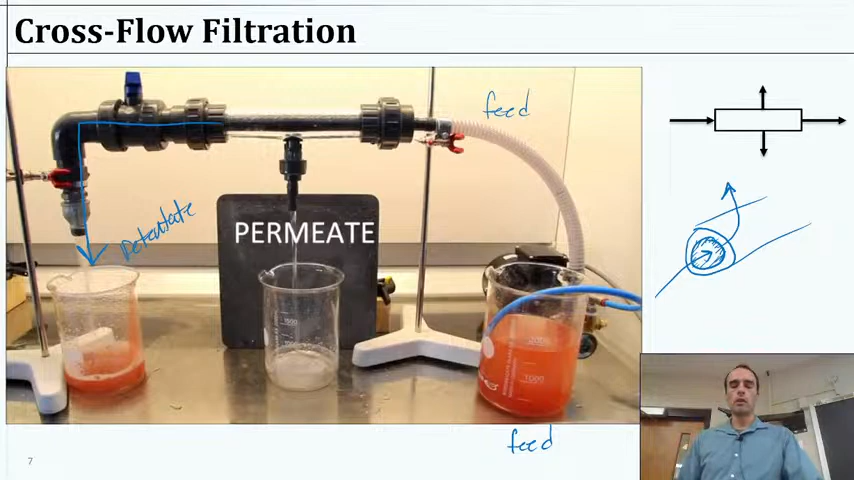 Cross-Flow Filtration
feed
retentate
PERMEATE
feed
7